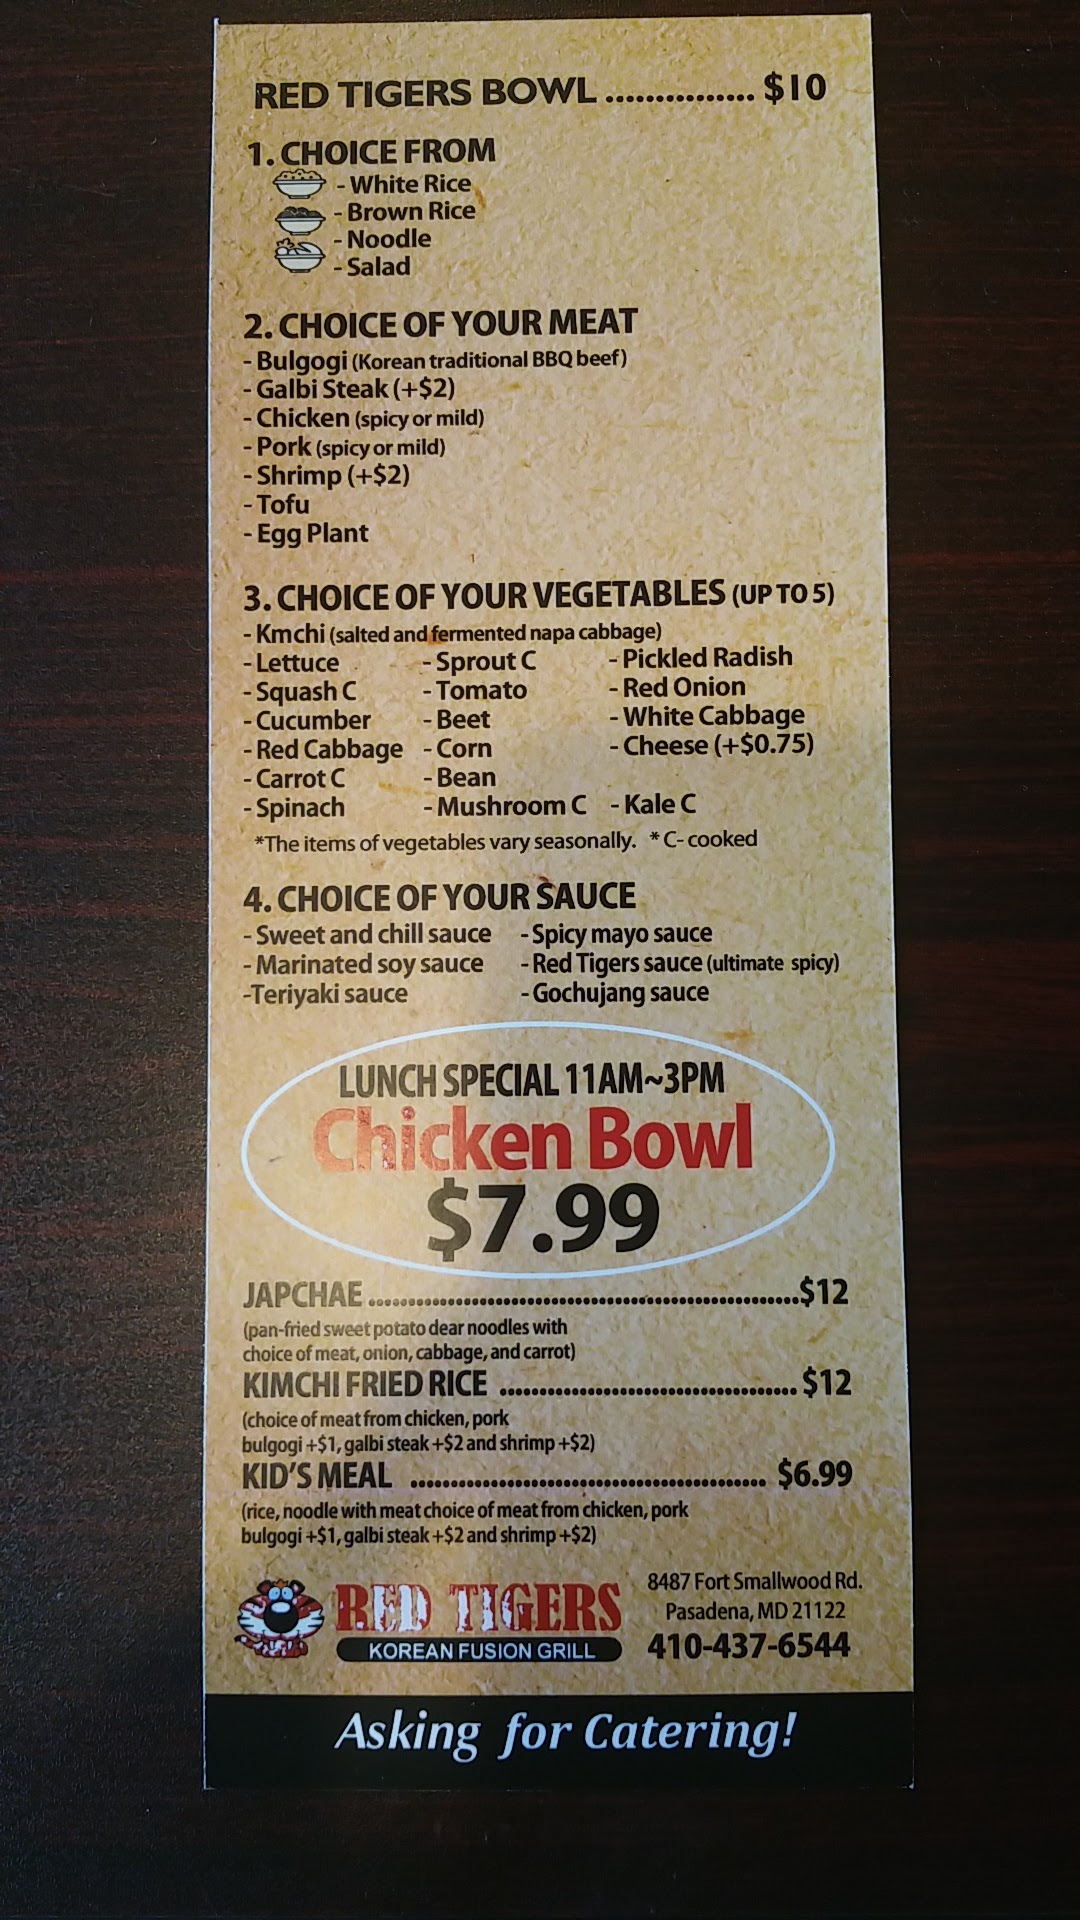 RED TIGERS BOWL ............... $10
1. CHOICE FROM
- White Rice
- Brown Rice
- Noodle
- Salad
2. CHOICE OF YOUR MEAT
- Bulgogi (Korean traditional BBQ beef)
- Galbi Steak (+$2)
- Chicken (spicy or mild)
- Pork (spicy or mild)
- Shrimp (+$2)
- Tofu
- Egg Plant
3. CHOICE OF YOUR VEGETABLES (UP TO 5)
- Kmchi (salted and fermented napa cabbage)
- Lettuce - Sprout C - Pickled Radish
- Squash C - Tomato - Red Onion
- Cucumber - Beet - White Cabbage
- Red Cabbage - Corn - Cheese (+$0.75)
- Carrot C - Bean
- Spinach - Mushroom C - Kale C
*The items of vegetables vary seasonally. * C- cooked
4. CHOICE OF YOUR SAUCE
- Sweet and chill sauce - Spicy mayo sauce
- Marinated soy sauce - Red Tigers sauce (ultimate spicy)
-Teriyaki sauce - Gochujang sauce
LUNCH SPECIAL 11AM~3PM
Chicken Bowl
$7.99
JAPCHAE ......................................................$12
(pan-fried sweet potato dear noodles with
choice of meat, onion, cabbage, and carrot)
KIMCHI FRIED RICE ..................................... $12
(choice of meat from chicken, pork
bulgogi +$1, galbi steak +$2 and shrimp +$2)
KID'S MEAL ............................................ $6.99
(rice, noodle with meat choice of meat from chicken, pork
bulgogi +$1, galbi steak +$2 and shrimp +$2)
RED TIGERS
KOREAN FUSION GRILL
8487 Fort Smallwood Rd.
Pasadena, MD 21122
410-437-6544
Asking for Catering!